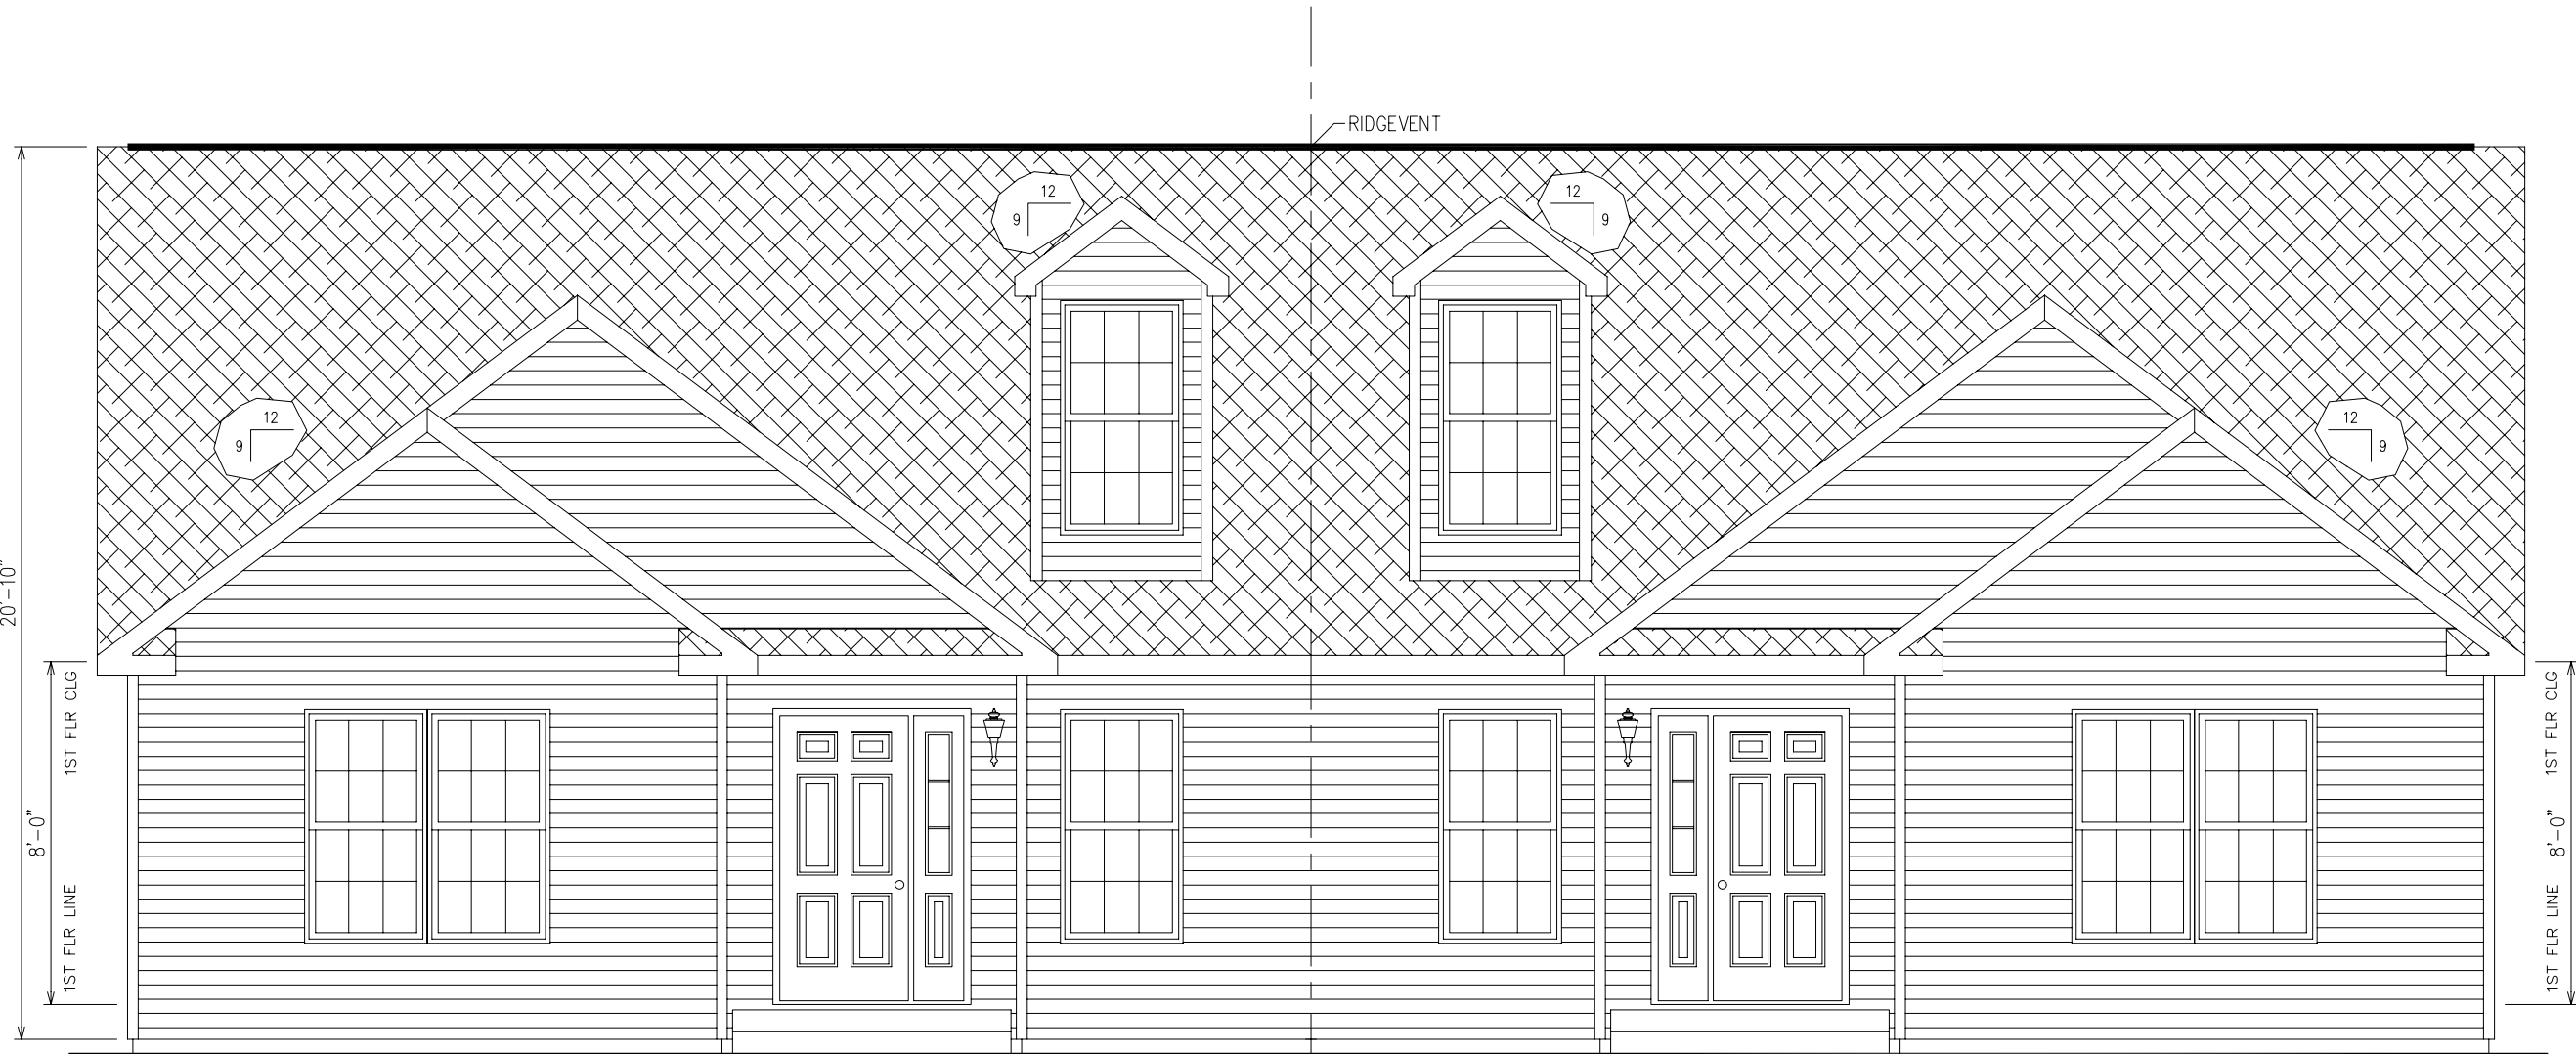 RIDGEVENT
12
9
12
9
12
9
12
9
20'-10"
8'-0"
1ST FLR CLG
1ST FLR LINE
1ST FLR CLG
8'-0"
1ST FLR LINE